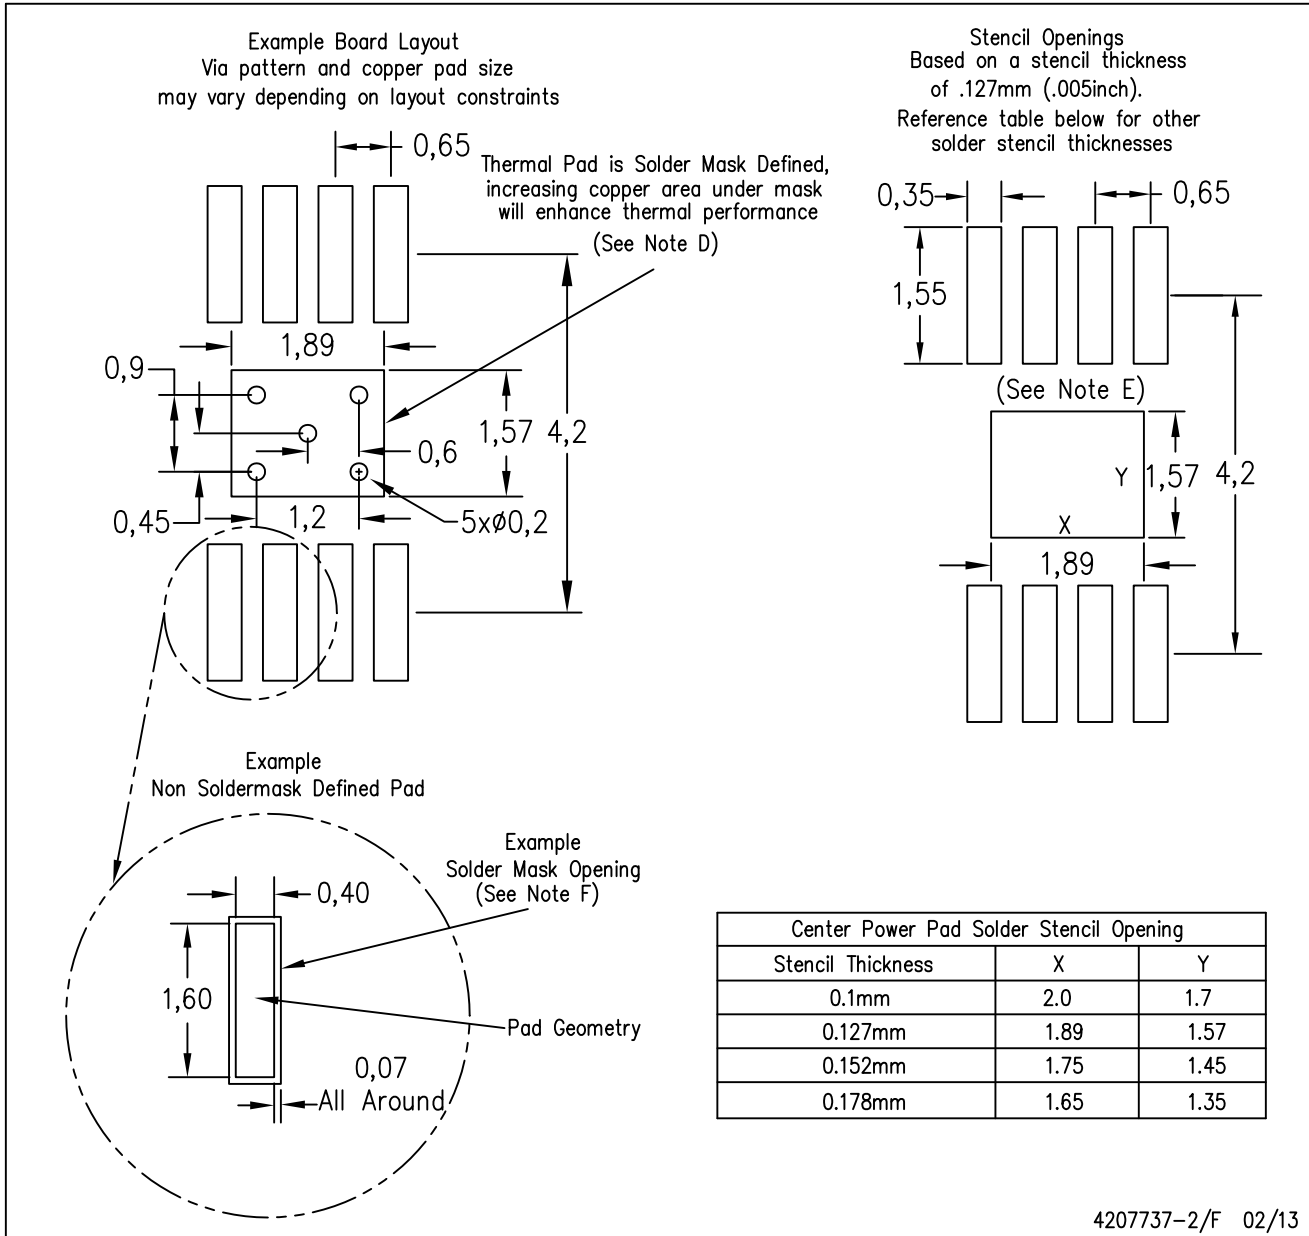 Example Board Layout
Via pattern and copper pad size
may vary depending on layout constraints
0,65
Thermal Pad is Solder Mask Defined,
increasing copper area under mask
will enhance thermal performance
(See Note D)
1,89
0,9
1,57
4,2
0,6
0,45
1,2
5xø0,2
Stencil Openings
Based on a stencil thickness
of .127mm (.005inch).
Reference table below for other
solder stencil thicknesses
0,35
0,65
1,55
(See Note E)
Y
1,57
4,2
X
1,89
Example
Non Soldermask Defined Pad
Example
Solder Mask Opening
(See Note F)
0,40
1,60
Pad Geometry
0,07
All Around
Center Power Pad Solder Stencil Opening
Stencil Thickness X Y
0.1mm 2.0 1.7
0.127mm 1.89 1.57
0.152mm 1.75 1.45
0.178mm 1.65 1.35
4207737-2/F 02/13